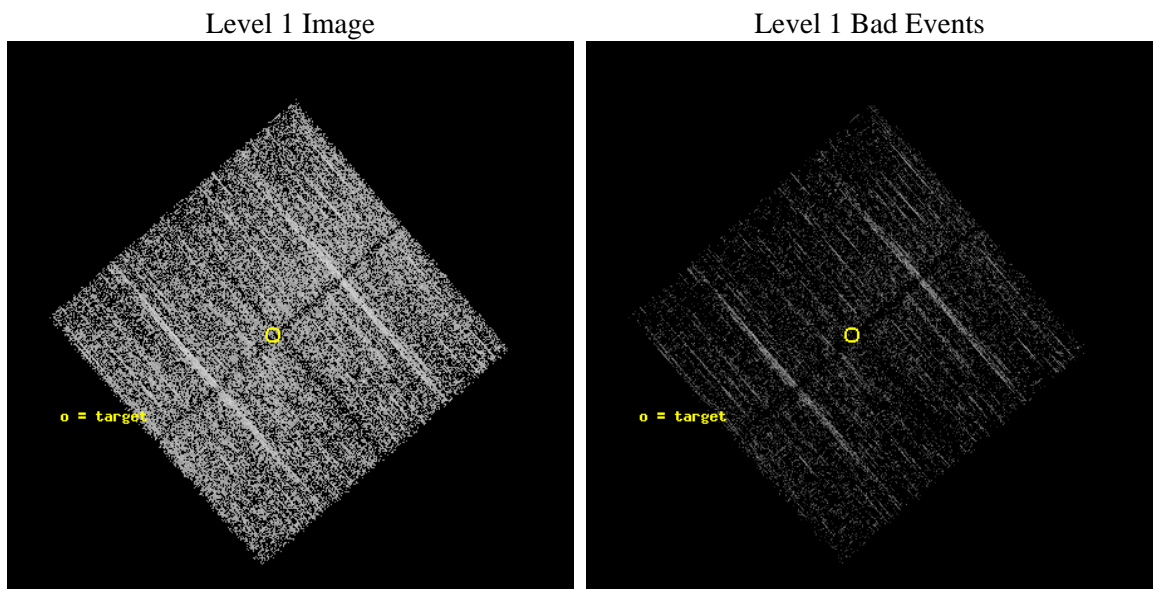 Level 1 Image
Level 1 Bad Events
o = target
o = target